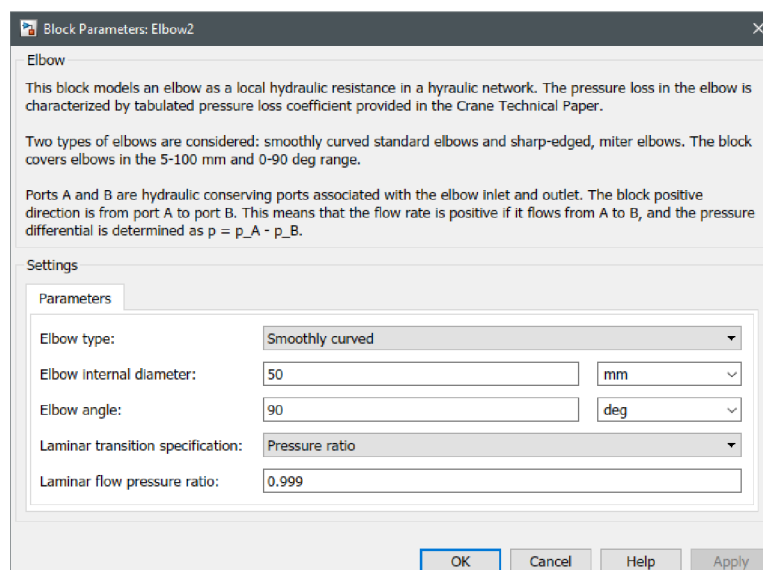 Block Parameters: Elbow2
Elbow
This block models an elbow as a local hydraulic resistance in a hyraulic network. The pressure loss in the elbow is
characterized by tabulated pressure loss coefficient provided in the Crane Technical Paper.
Two types of elbows are considered: smoothly curved standard elbows and sharp-edged, miter elbows. The block
covers elbows in the 5-100 mm and 0-90 deg range.
Ports A and B are hydraulic conserving ports associated with the elbow inlet and outlet. The block positive
direction is from port A to port B. This means that the flow rate is positive if it flows from A to B, and the pressure
differential is determined as p = p_A - p_B.
Settings
Parameters
Elbow type: Smoothly curved
Elbow internal diameter: 50 mm
Elbow angle: 90 deg
Laminar transition specification: Pressure ratio
Laminar flow pressure ratio: 0.999
OK Cancel Help Apply